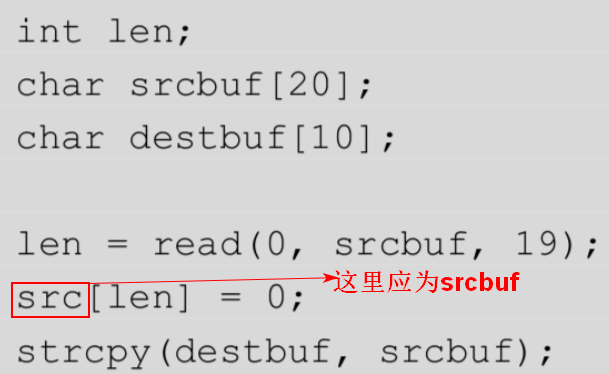 int len;
char srcbuf[20];
char destbuf[10];
len = read(0, srcbuf, 19);
src[len] = 0;
这里应为srcbuf
strcpy(destbuf, srcbuf);